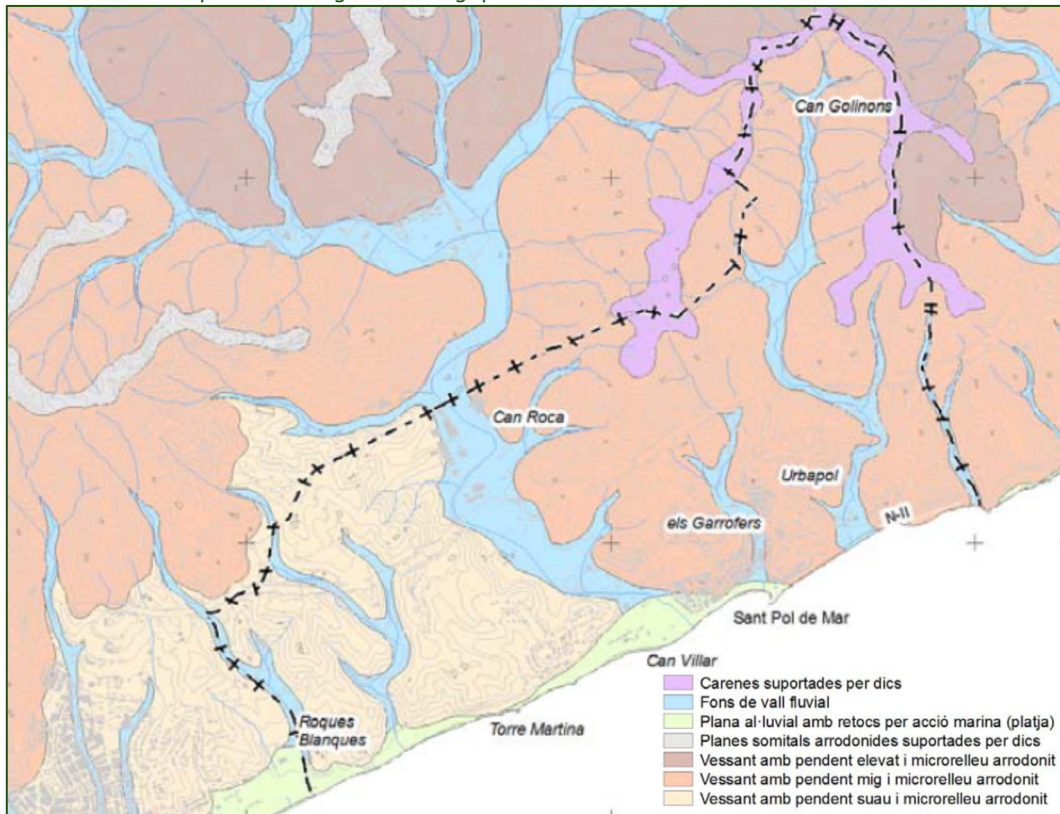 Can Golinons
Can Roca
Urbapol
els Garrofers
N-II
Sant Pol de Mar
Can Villar
Roques
Blanques
Torre Martina
Carenes suportades per dics
Fons de vall fluvial
Plana al·luvial amb retocs per acció marina (platja)
Planes somitals arrodonides suportades per dics
Vessant amb pendent elevat i microrelleu arrodonit
Vessant amb pendent mig i microrelleu arrodonit
Vessant amb pendent suau i microrelleu arrodonit